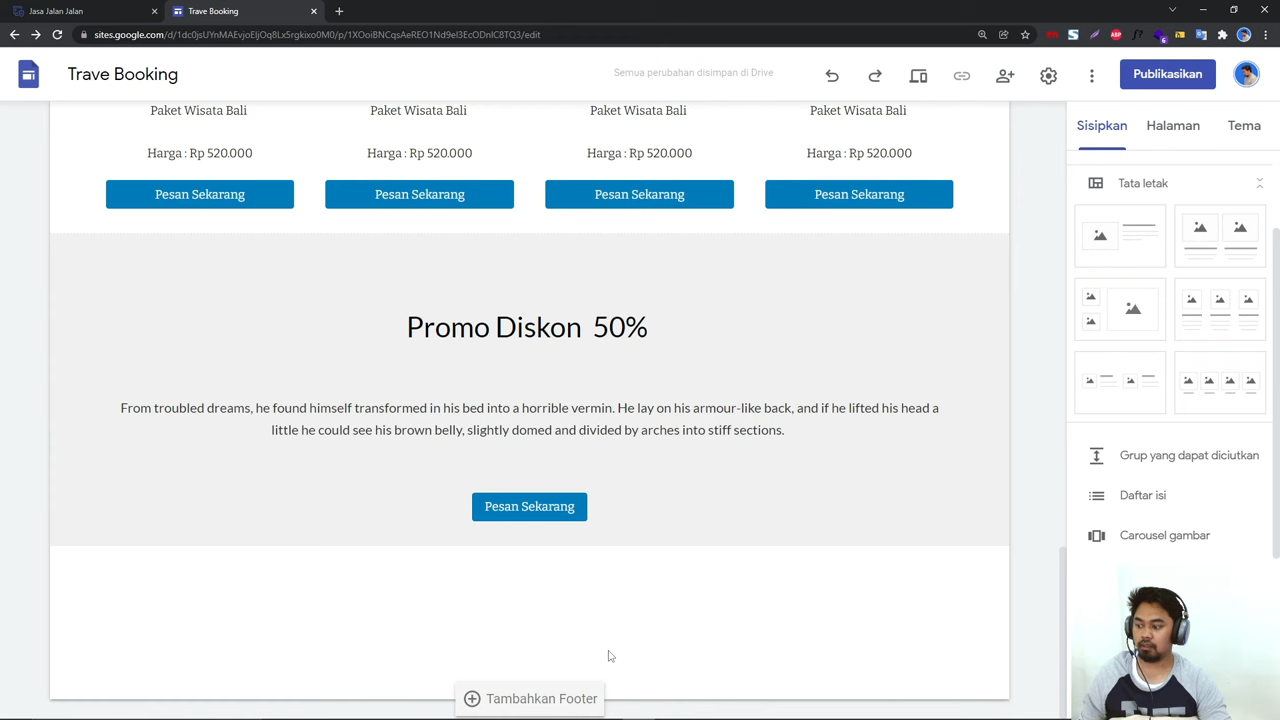 Jasa Jalan Jalan
Trave Booking
sites.google.com/d/1dc0jsUYnMAEvjoEIjOq8LxSrgkixo0M0/p/1XOoiBNCqsAeREO1Nd9el3EcODnIC8TQ3/edit
Trave Booking
Semua perubahan disimpan di Drive
Publikasikan
Paket Wisata Bali
Paket Wisata Bali
Paket Wisata Bali
Paket Wisata Bali
Harga : Rp 520.000
Harga : Rp 520.000
Harga : Rp 520.000
Harga : Rp 520.000
Pesan Sekarang
Pesan Sekarang
Pesan Sekarang
Pesan Sekarang
Promo Diskon 50%
From troubled dreams, he found himself transformed in his bed into a horrible vermin. He lay on his armour-like back, and if he lifted his head a
little he could see his brown belly, slightly domed and divided by arches into stiff sections.
Pesan Sekarang
Tambahkan Footer
Sisipkan
Halaman
Tema
Tata letak
Grup yang dapat diciutkan
Daftar isi
Carousel gambar